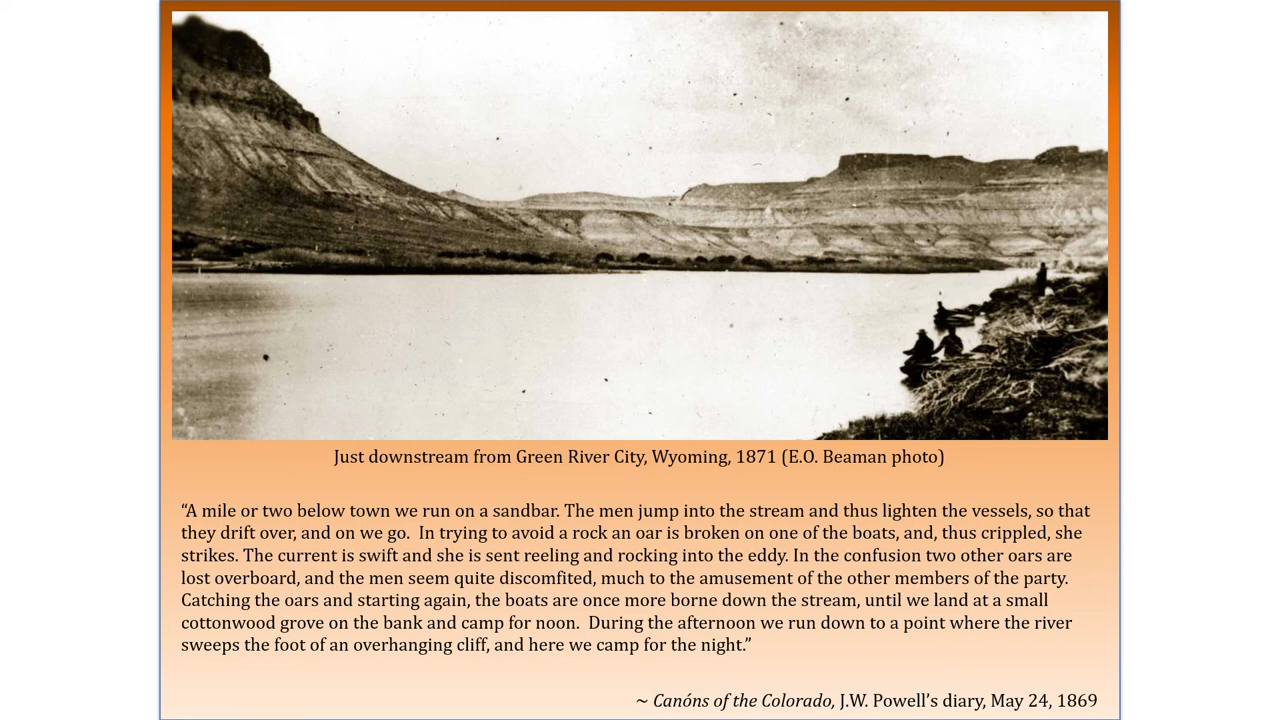 Just downstream from Green River City, Wyoming, 1871 (E.O. Beaman photo)
“A mile or two below town we run on a sandbar. The men jump into the stream and thus lighten the vessels, so that
they drift over, and on we go.  In trying to avoid a rock an oar is broken on one of the boats, and, thus crippled, she
strikes. The current is swift and she is sent reeling and rocking into the eddy. In the confusion two other oars are
lost overboard, and the men seem quite discomfited, much to the amusement of the other members of the party.
Catching the oars and starting again, the boats are once more borne down the stream, until we land at a small
cottonwood grove on the bank and camp for noon.  During the afternoon we run down to a point where the river
sweeps the foot of an overhanging cliff, and here we camp for the night.”
~ Canóns of the Colorado, J.W. Powell’s diary, May 24, 1869